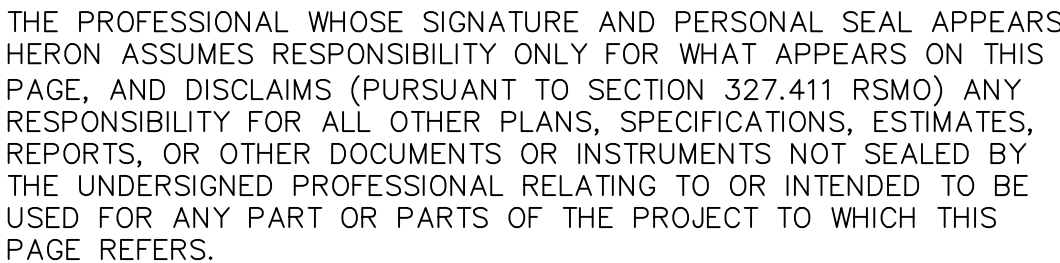 THE PROFESSIONAL WHOSE SIGNATURE AND PERSONAL SEAL APPEARS
HERON ASSUMES RESPONSIBILITY ONLY FOR WHAT APPEARS ON THIS
PAGE, AND DISCLAIMS (PURSUANT TO SECTION 327.411 RSMO) ANY
RESPONSIBILITY FOR ALL OTHER PLANS, SPECIFICATIONS, ESTIMATES,
REPORTS, OR OTHER DOCUMENTS OR INSTRUMENTS NOT SEALED BY
THE UNDERSIGNED PROFESSIONAL RELATING TO OR INTENDED TO BE
USED FOR ANY PART OR PARTS OF THE PROJECT TO WHICH THIS
PAGE REFERS.